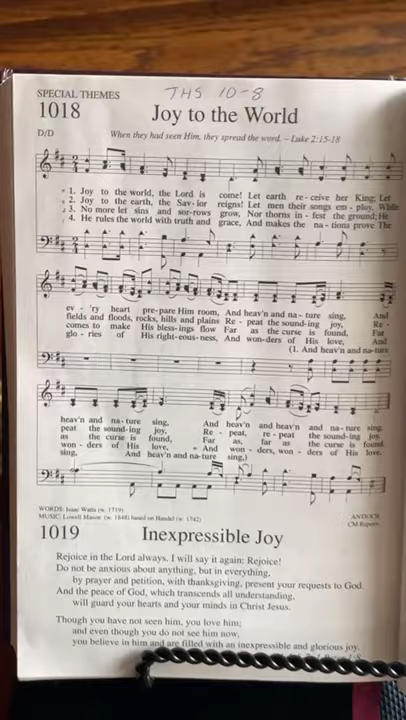 SPECIAL THEMES
THS 10-8
1018
Joy to the World
D/D
When they had seen Him, they spread the word. – Luke 2:15-18
1. Joy to the world, the Lord is come! Let earth re - ceive her King; Let
2. Joy to the earth, the Sav - ior reigns! Let men their songs em - ploy, While
3. No more let sins and sor - rows grow, Nor thorns in - fest the ground; He
4. He rules the world with truth and grace, And makes the na - tions prove The
ev - 'ry heart pre - pare Him room, And heav'n and na - ture sing, And
fields and floods, rocks, hills and plains Re - peat the sound - ing joy, Re -
comes to make His bless - ings flow Far as the curse is found, Far
glo - ries of His right - eous - ness, And won - ders of His love, And
(1. And heav'n and na - ture
heav'n and na - ture sing, And heav'n and heav'n and na - ture sing.
peat the sound - ing joy, Re - peat, re - peat the sound - ing joy.
as the curse is found, Far as, far as the curse is found.
won - ders of His love, And won - ders, won - ders of His love.
sing, And heav'n and na - ture sing,)
WORDS: Isaac Watts (w. 1719)
MUSIC: Lowell Mason (w. 1848) based on Handel (w. 1742)
ANTIOCH
CM Repeats
1019
Inexpressible Joy
Rejoice in the Lord always. I will say it again: Rejoice!
Do not be anxious about anything, but in everything,
by prayer and petition, with thanksgiving, present your requests to God.
And the peace of God, which transcends all understanding,
will guard your hearts and your minds in Christ Jesus.
Though you have not seen him, you love him;
and even though you do not see him now,
you believe in him and are filled with an inexpressible and glorious joy.